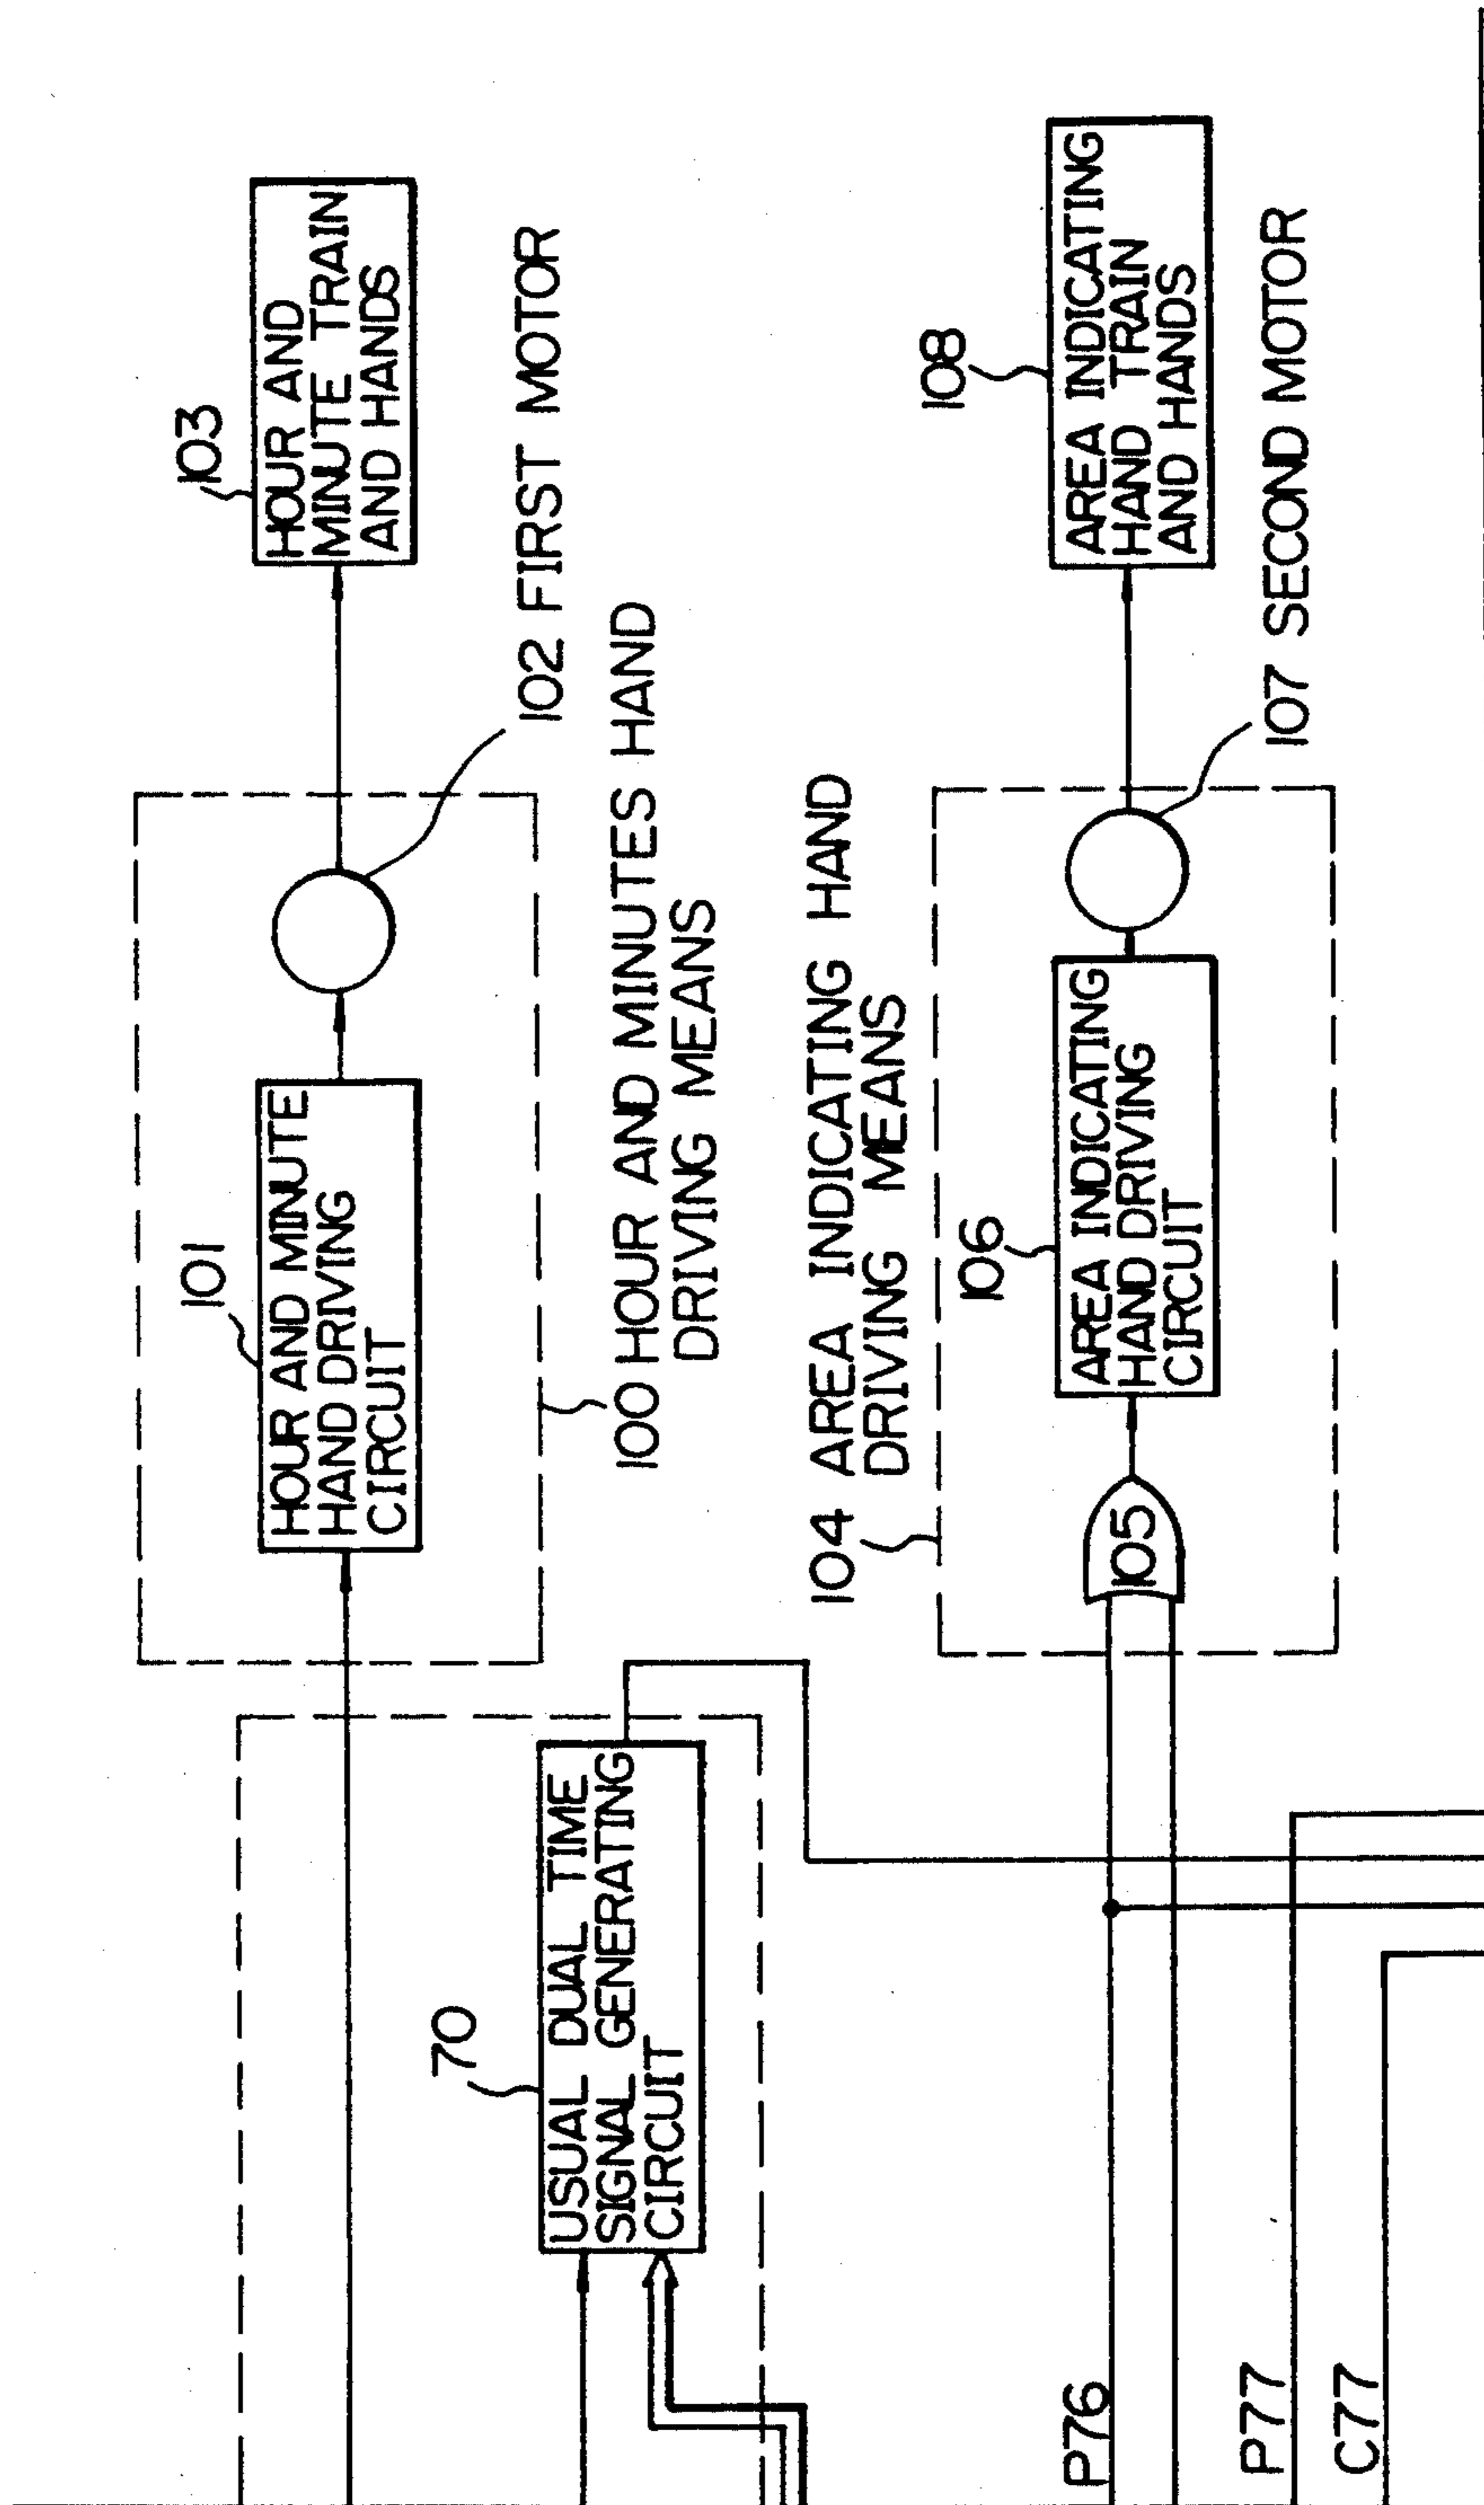 101
HOUR AND MINUTE
HAND DRIVING
CIRCUIT
103
HOUR AND
MINUTE TRAIN
AND HANDS
102 FIRST MOTOR
100 HOUR AND MINUTES HAND
DRIVING MEANS
70
USUAL DUAL TIME
SIGNAL GENERATING
CIRCUIT
104 AREA INDICATING HAND
DRIVING MEANS
105
106
AREA INDICATING
HAND DRIVING
CIRCUIT
108
AREA INDICATING
HAND TRAIN
AND HANDS
107 SECOND MOTOR
P76
P77
C77